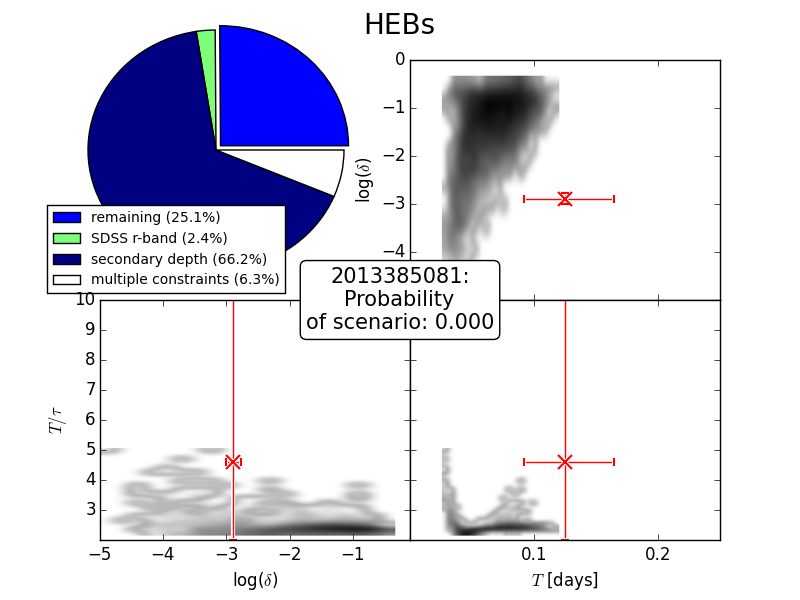 HEBs
remaining (25.1%)
SDSS r-band (2.4%)
secondary depth (66.2%)
multiple constraints (6.3%)
0
−1
−2
−3
−4
log(δ)
2013385081:
Probability
of scenario: 0.000
10
9
8
7
6
5
4
3
T/τ
−5 −4 −3 −2 −1
log(δ)
0.1 0.2
T [days]